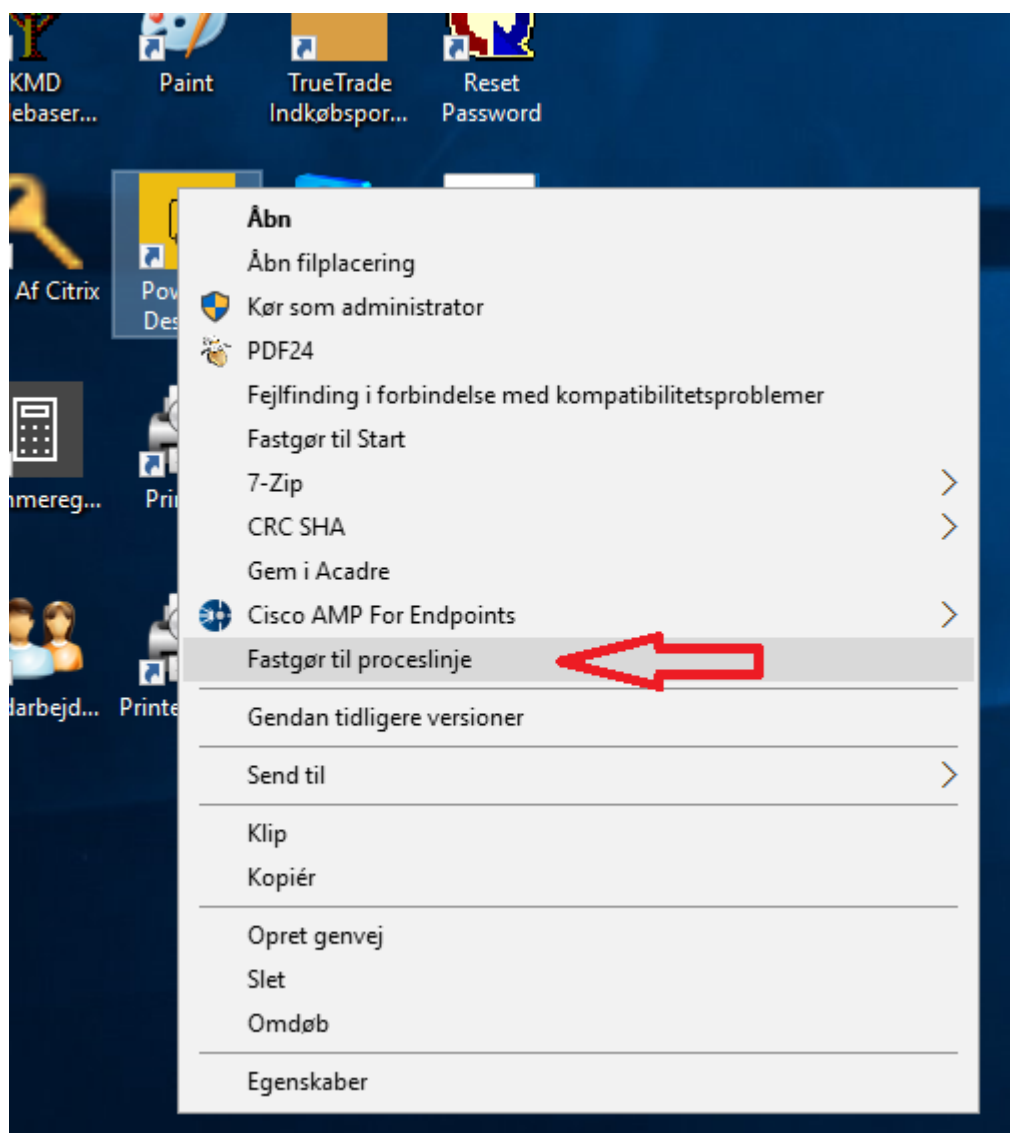 KMD
lebaser...
Paint
TrueTrade
Indkøbspor...
Reset
Password
Af Citrix
Pov
Des
mmereg...
Pri
darbejd...
Printe
Åbn
Åbn filplacering
Kør som administrator
PDF24
Fejlfinding i forbindelse med kompatibilitetsproblemer
Fastgør til Start
7-Zip
CRC SHA
Gem i Acadre
Cisco AMP For Endpoints
Fastgør til proceslinje
Gendan tidligere versioner
Send til
Klip
Kopiér
Opret genvej
Slet
Omdøb
Egenskaber